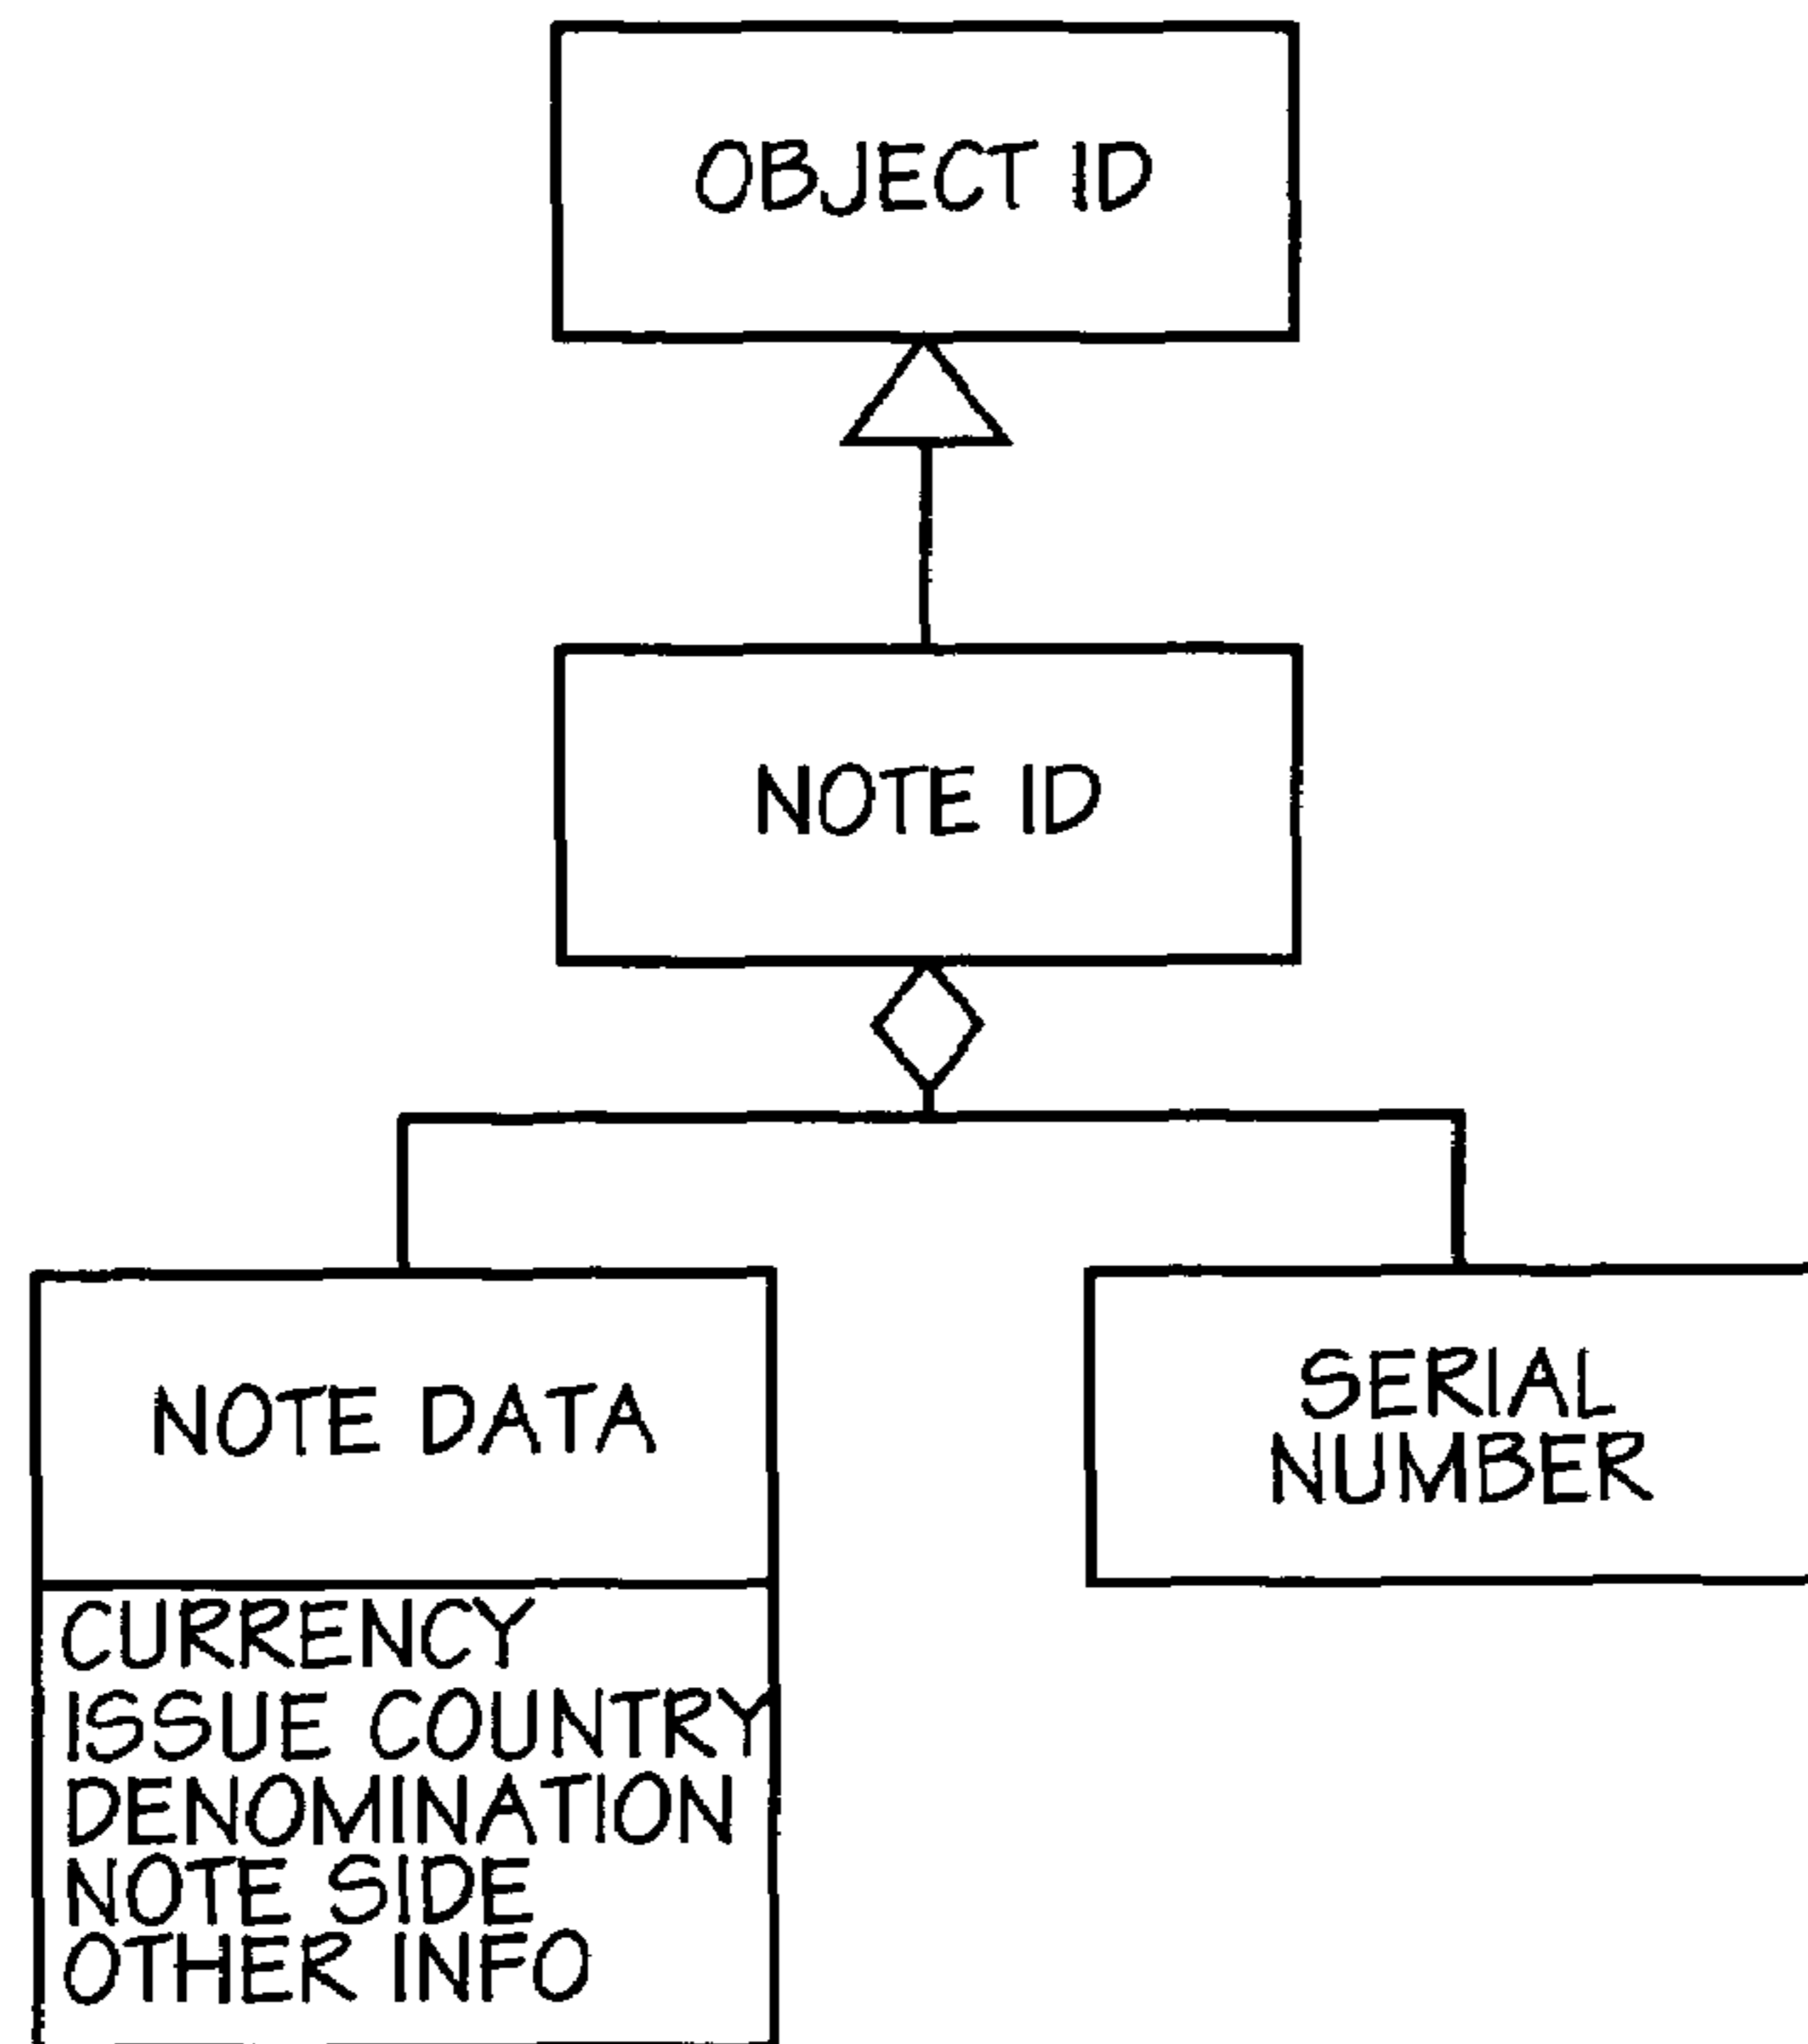 OBJECT ID
NOTE ID
NOTE DATA
CURRENCY
ISSUE COUNTRY
DENOMINATION
NOTE SIDE
OTHER INFO
SERIAL
NUMBER